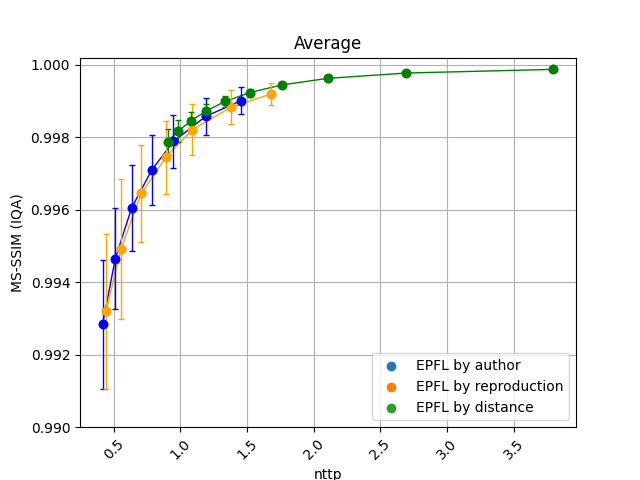 Average
1.000
0.998
0.996
0.994
0.992
0.990
MS-SSIM (IQA)
EPFL by author
EPFL by reproduction
EPFL by distance
0.5
1.0
1.5
2.0
2.5
3.0
3.5
nttp